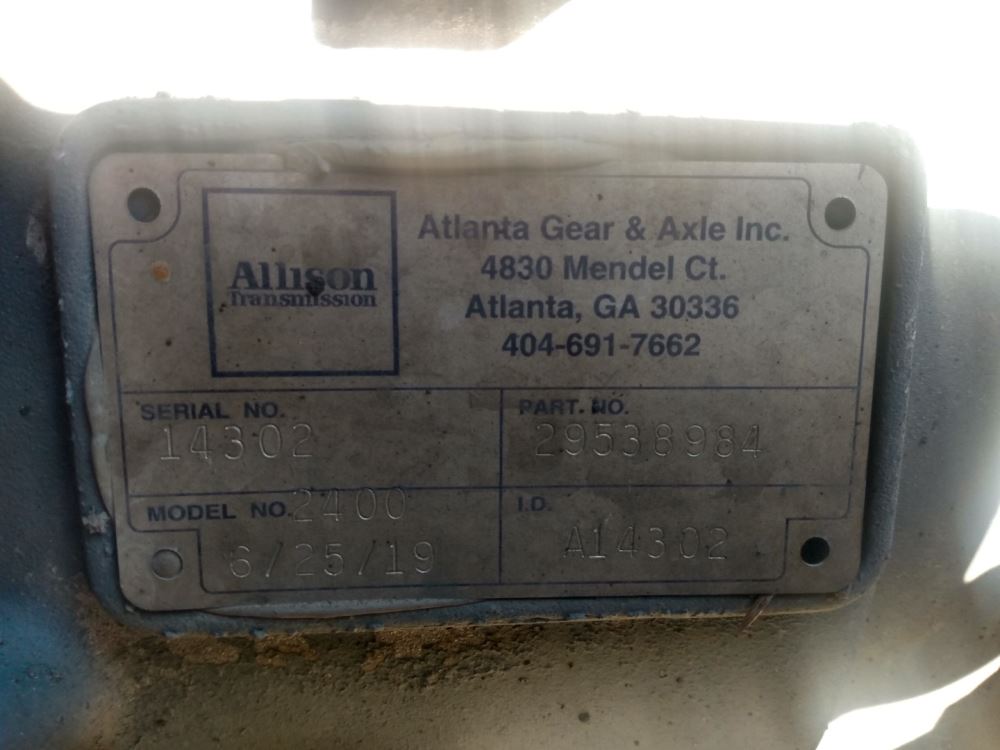 Allison
Transmission
Atlanta Gear & Axle Inc.
4830 Mendel Ct.
Atlanta, GA 30336
404-691-7662
SERIAL NO.
14302
PART. NO.
29538984
MODEL NO. 2400
6/25/19
I.D.
A14302